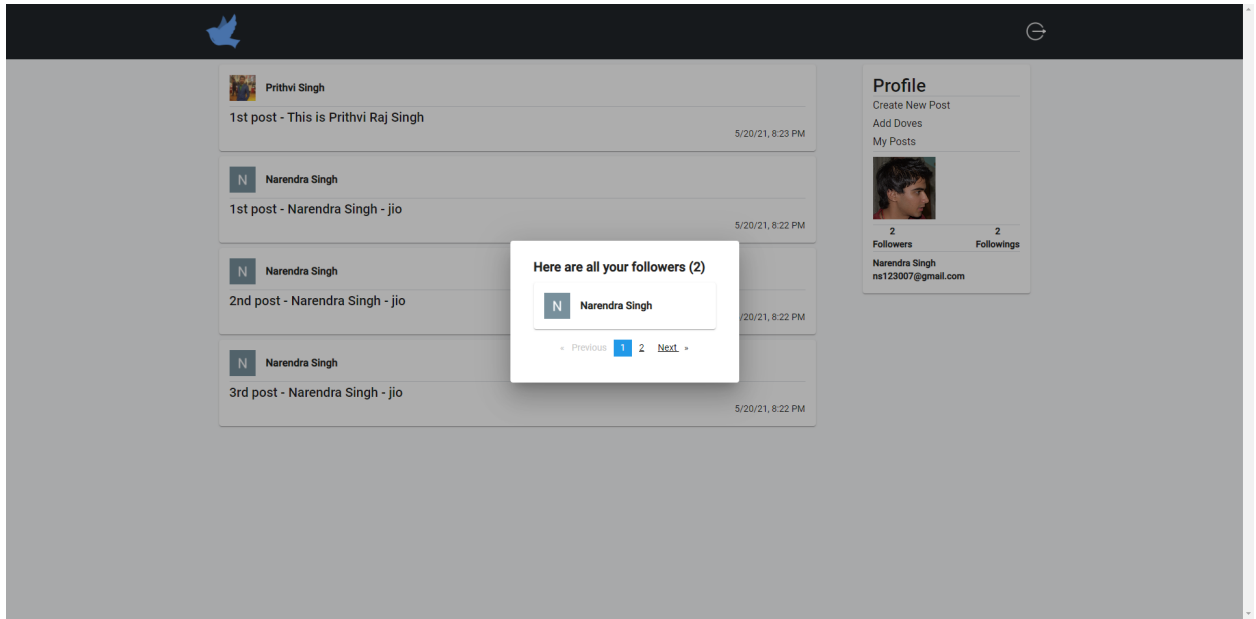 Prithvi Singh
1st post - This is Prithvi Raj Singh
5/20/21, 8:23 PM
N Narendra Singh
1st post - Narendra Singh - jio
5/20/21, 8:22 PM
N Narendra Singh
2nd post - Narendra Singh - jio
/20/21, 8:22 PM
N Narendra Singh
3rd post - Narendra Singh - jio
5/20/21, 8:22 PM
Here are all your followers (2)
N Narendra Singh
« Previous 1 2 Next »
Profile
Create New Post
Add Doves
My Posts
2 2
Followers Followings
Narendra Singh
ns123007@gmail.com